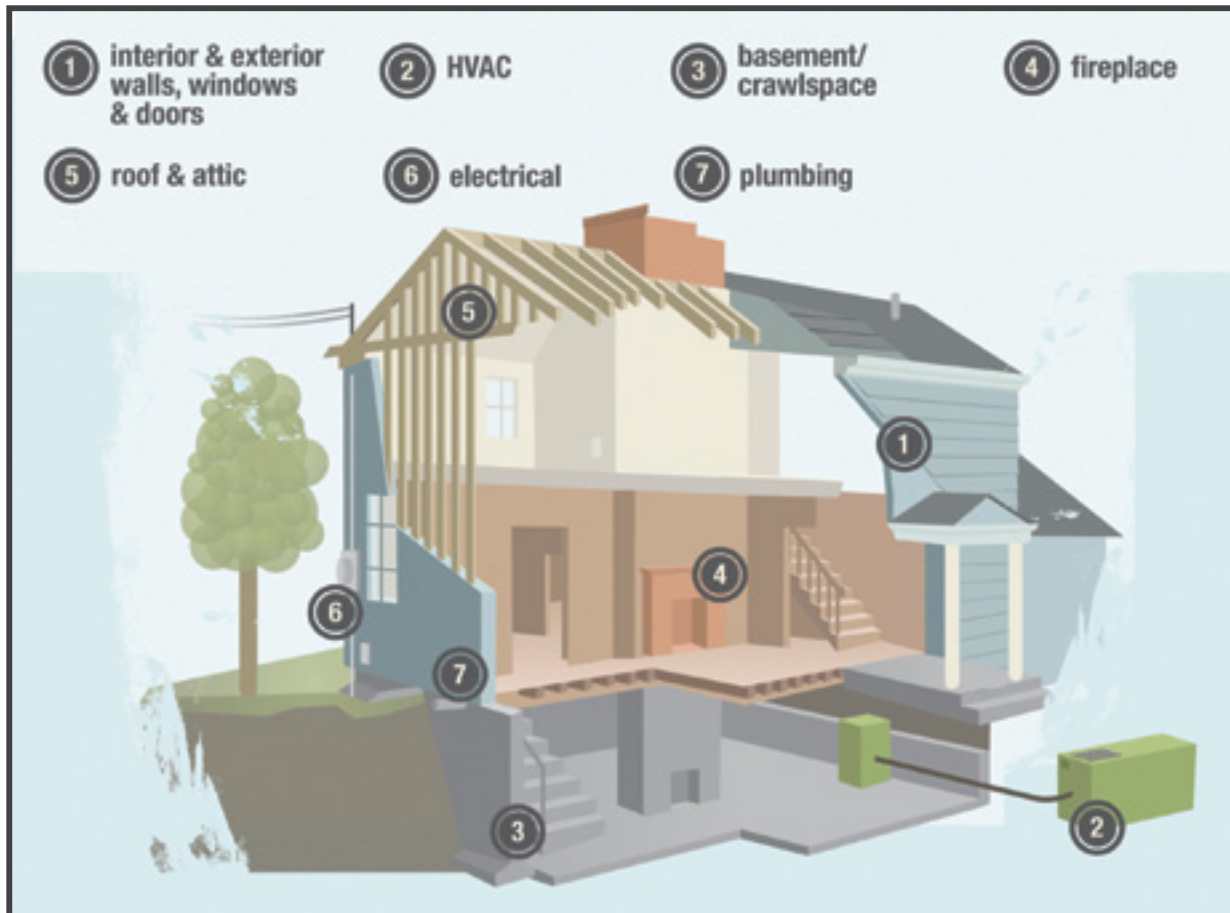 1 interior & exterior
walls, windows
& doors
2 HVAC
3 basement/
crawlspace
4 fireplace
5 roof & attic
6 electrical
7 plumbing
5
1
4
6
7
3
2